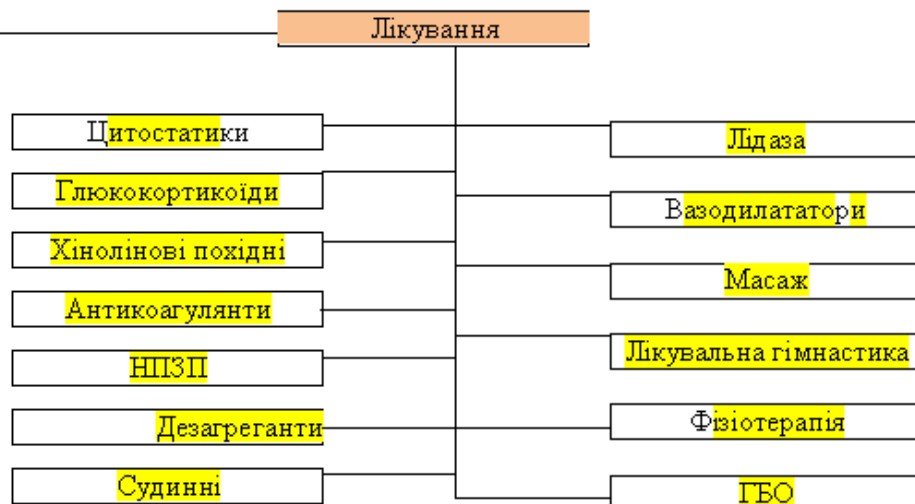 Лікування
Цитостатики
Глюкокортикоїди
Хінолінові похідні
Антикоагулянти
НПЗП
Дезагреганти
Судинні
Лідаза
Вазодилататори
Масаж
Лікувальна гімнастика
Фізіотерапія
ГБО